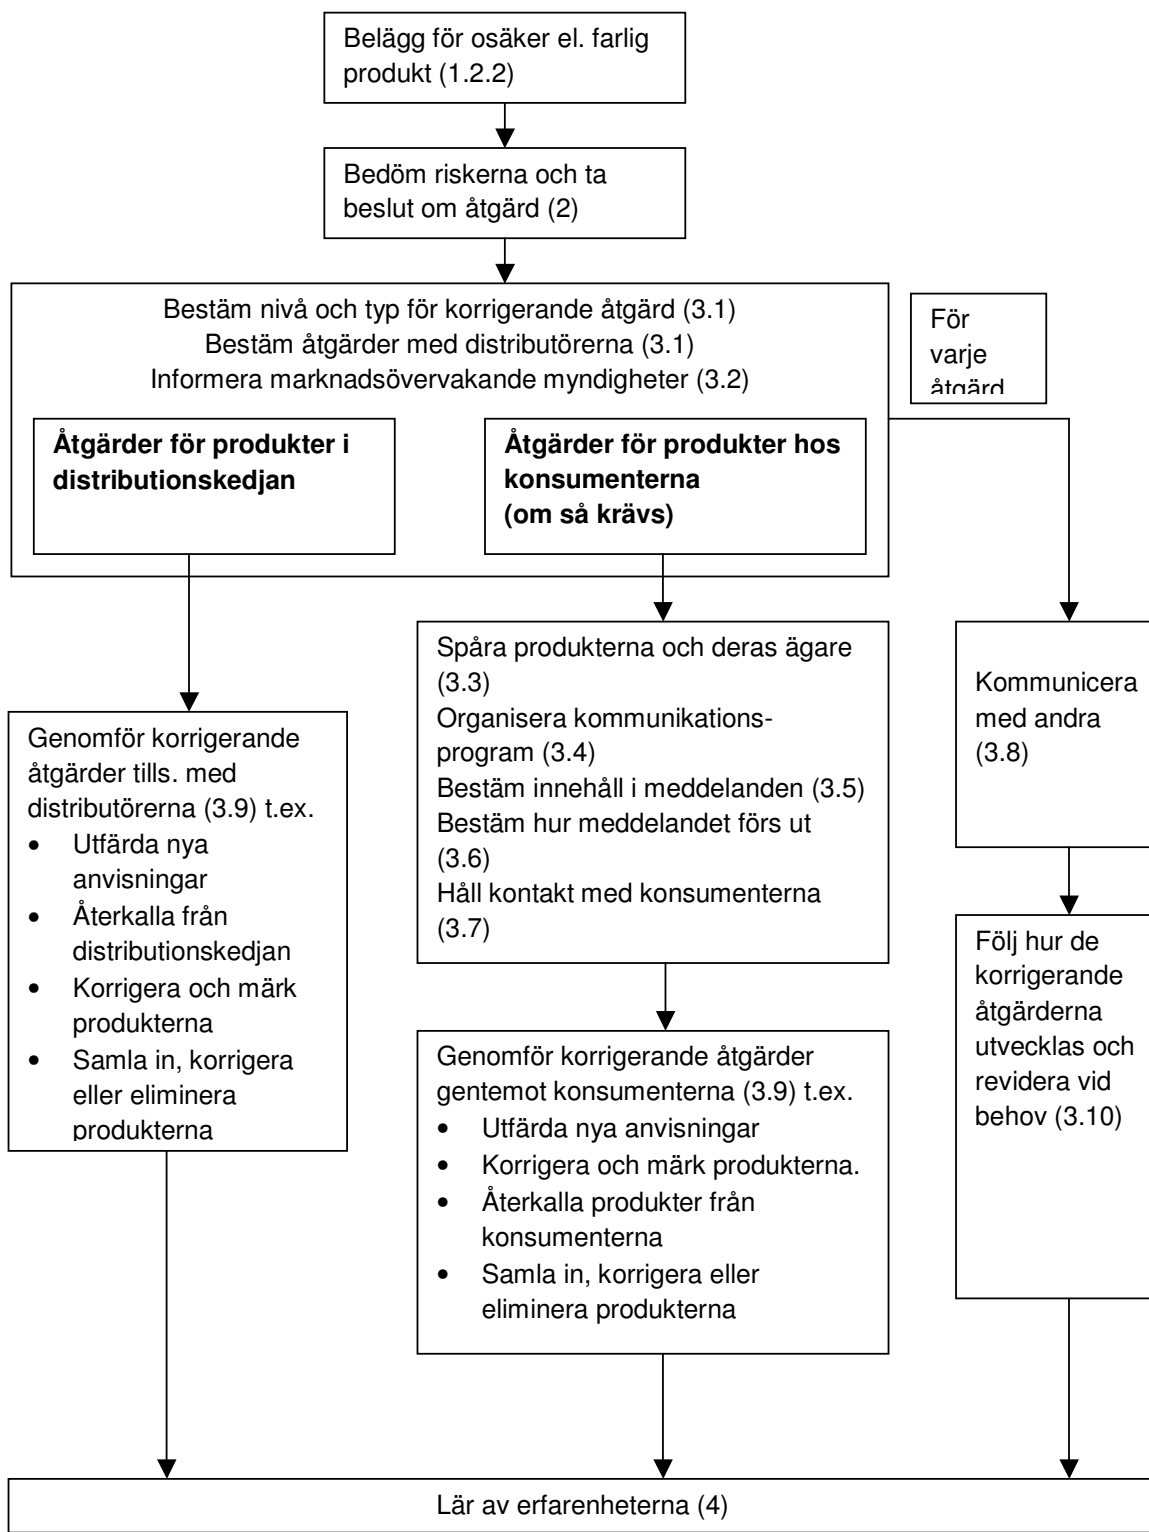 Belägg för osäker el. farlig
produkt (1.2.2)
Bedöm riskerna och ta
beslut om åtgärd (2)
Bestäm nivå och typ för korrigerande åtgärd (3.1)
Bestäm åtgärder med distributörerna (3.1)
Informera marknadsövervakande myndigheter (3.2)
För
varje
åtgärd
Åtgärder för produkter i
distributionskedjan
Åtgärder för produkter hos
konsumenterna
(om så krävs)
Genomför korrigerande
åtgärder tills. med
distributörerna (3.9) t.ex.
• Utfärda nya
anvisningar
• Återkalla från
distributionskedjan
• Korrigera och märk
produkterna
• Samla in, korrigera
eller eliminera
produkterna
Spåra produkterna och deras ägare
(3.3)
Organisera kommunikations-
program (3.4)
Bestäm innehåll i meddelanden (3.5)
Bestäm hur meddelandet förs ut
(3.6)
Håll kontakt med konsumenterna
(3.7)
Genomför korrigerande åtgärder
gentemot konsumenterna (3.9) t.ex.
• Utfärda nya anvisningar
• Korrigera och märk produkterna.
• Återkalla produkter från
konsumenterna
• Samla in, korrigera eller
eliminera produkterna
Kommunicera
med andra
(3.8)
Följ hur de
korrigerande
åtgärderna
utvecklas och
revidera vid
behov (3.10)
Lär av erfarenheterna (4)